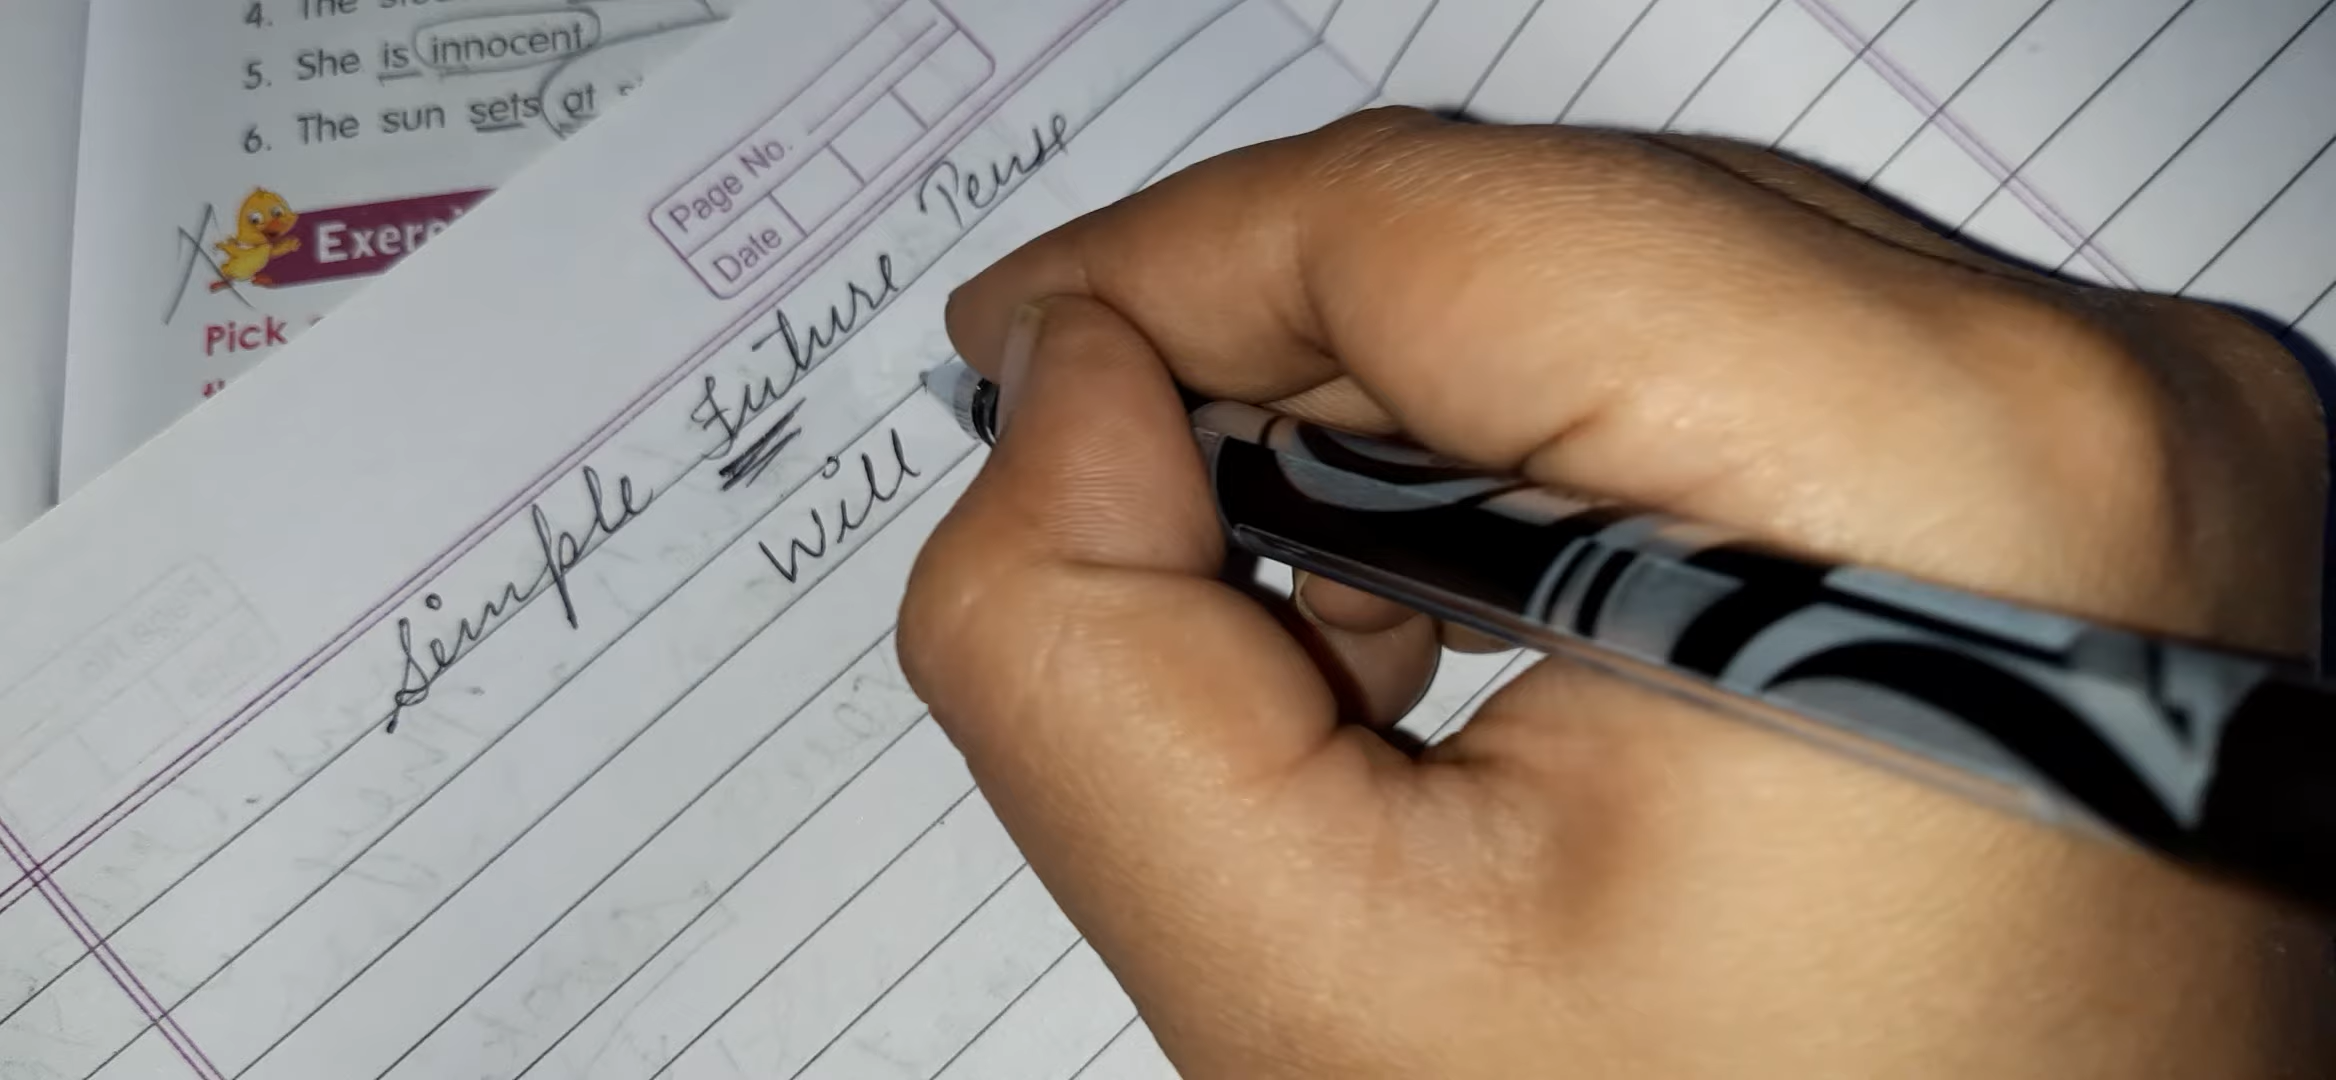 4. The
5. She is innocent
6. The sun sets at
Exer
Pick
Page No.
Date
Simple Future Tense
Will